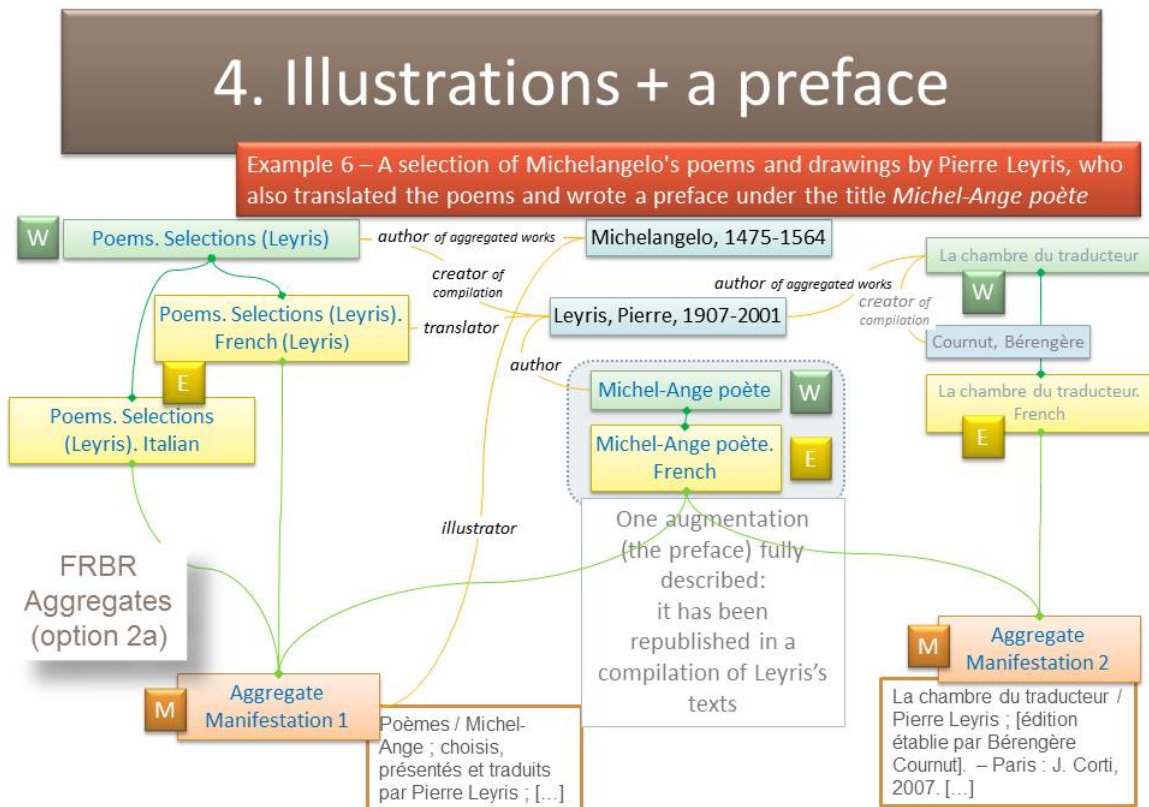 4. Illustrations + a preface
Example 6 – A selection of Michelangelo's poems and drawings by Pierre Leyris, who
also translated the poems and wrote a preface under the title Michel-Ange poète
W
Poems. Selections (Leyris)
author of aggregated works
Michelangelo, 1475-1564
creator of
compilation
Poems. Selections (Leyris).
French (Leyris)
translator
Leyris, Pierre, 1907-2001
author of aggregated works
La chambre du traducteur
W
creator of
compilation
Cournut, Bérengère
E
author
Poems. Selections
(Leyris). Italian
Michel-Ange poète
W
Michel-Ange poète.
French
E
La chambre du traducteur.
French
E
illustrator
One augmentation
(the preface) fully
described:
it has been
republished in a
compilation of Leyris's
texts
FRBR
Aggregates
(option 2a)
M
Aggregate
Manifestation 1
Poèmes / Michel-
Ange ; choisis,
présentés et traduits
par Pierre Leyris ; […]
M
Aggregate
Manifestation 2
La chambre du traducteur /
Pierre Leyris ; [édition
établie par Bérengère
Cournut]. – Paris : J. Corti,
2007. […]